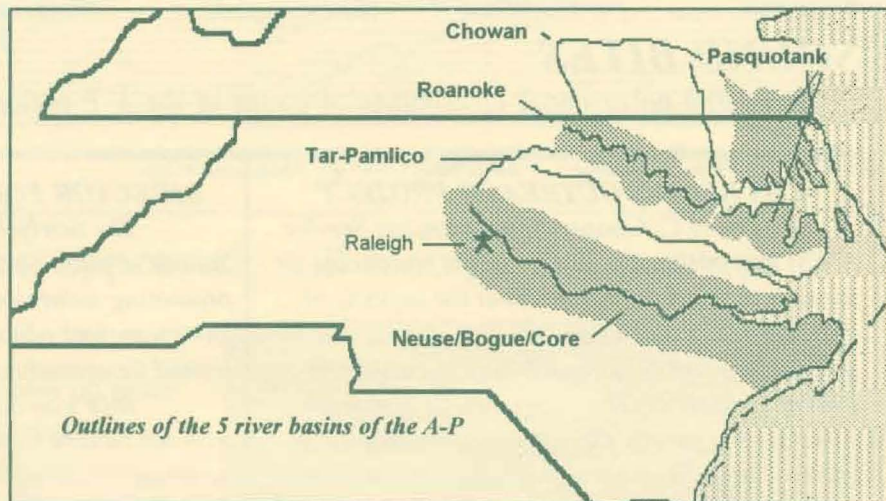 Chowan
Pasquotank
Roanoke
Tar-Pamlico
Raleigh
Neuse/Bogue/Core
Outlines of the 5 river basins of the A-P